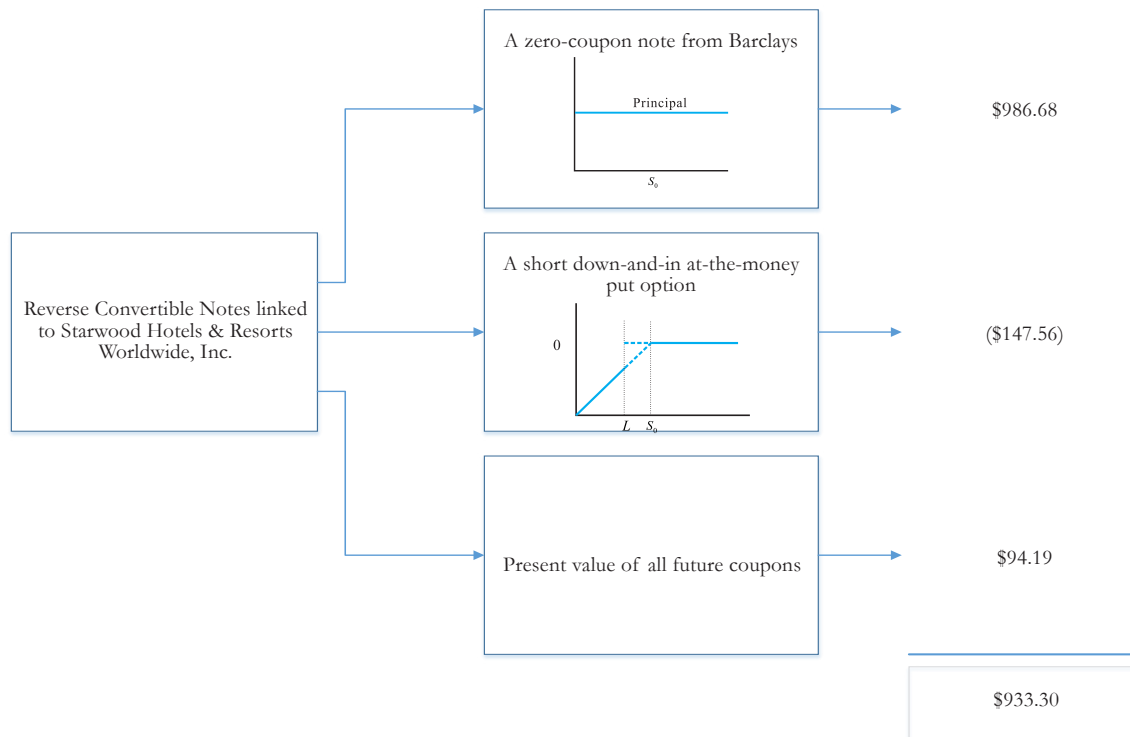 A zero-coupon note from Barclays
Principal
S₀
$986.68
Reverse Convertible Notes linked
to Starwood Hotels & Resorts
Worldwide, Inc.
A short down-and-in at-the-money
put option
0
L S₀
($147.56)
Present value of all future coupons
$94.19
$933.30